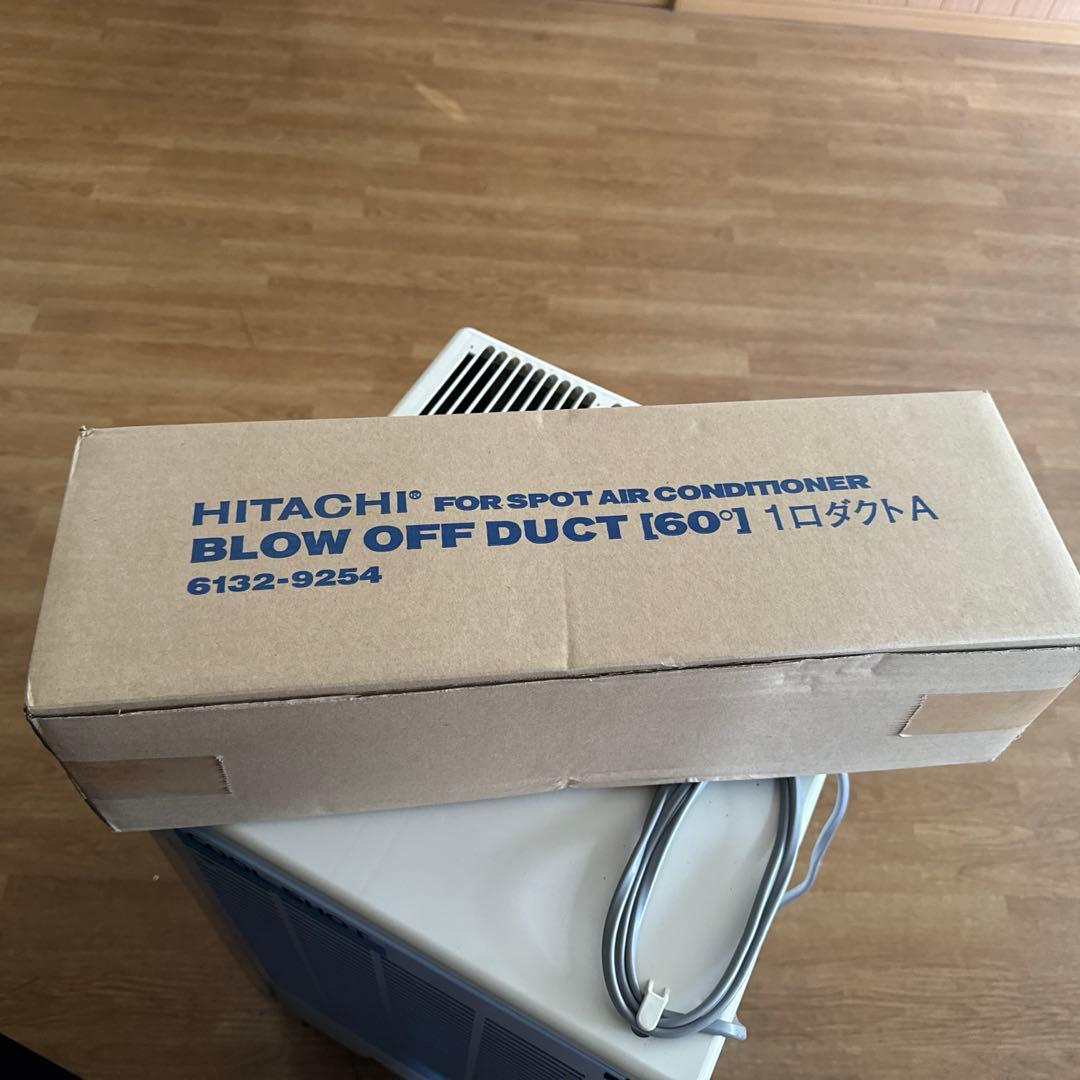 HITACHI® FOR SPOT AIR CONDITIONER
BLOW OFF DUCT [60°] 1口ダクトA
6132-9254